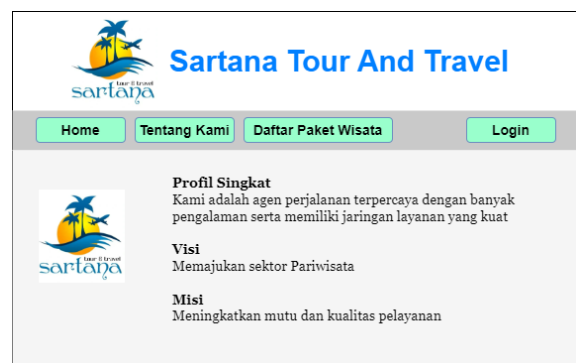 tour & travel
sartana
Sartana Tour And Travel
Home
Tentang Kami
Daftar Paket Wisata
Login
tour & travel
sartana
Profil Singkat
Kami adalah agen perjalanan terpercaya dengan banyak
pengalaman serta memiliki jaringan layanan yang kuat
Visi
Memajukan sektor Pariwisata
Misi
Meningkatkan mutu dan kualitas pelayanan